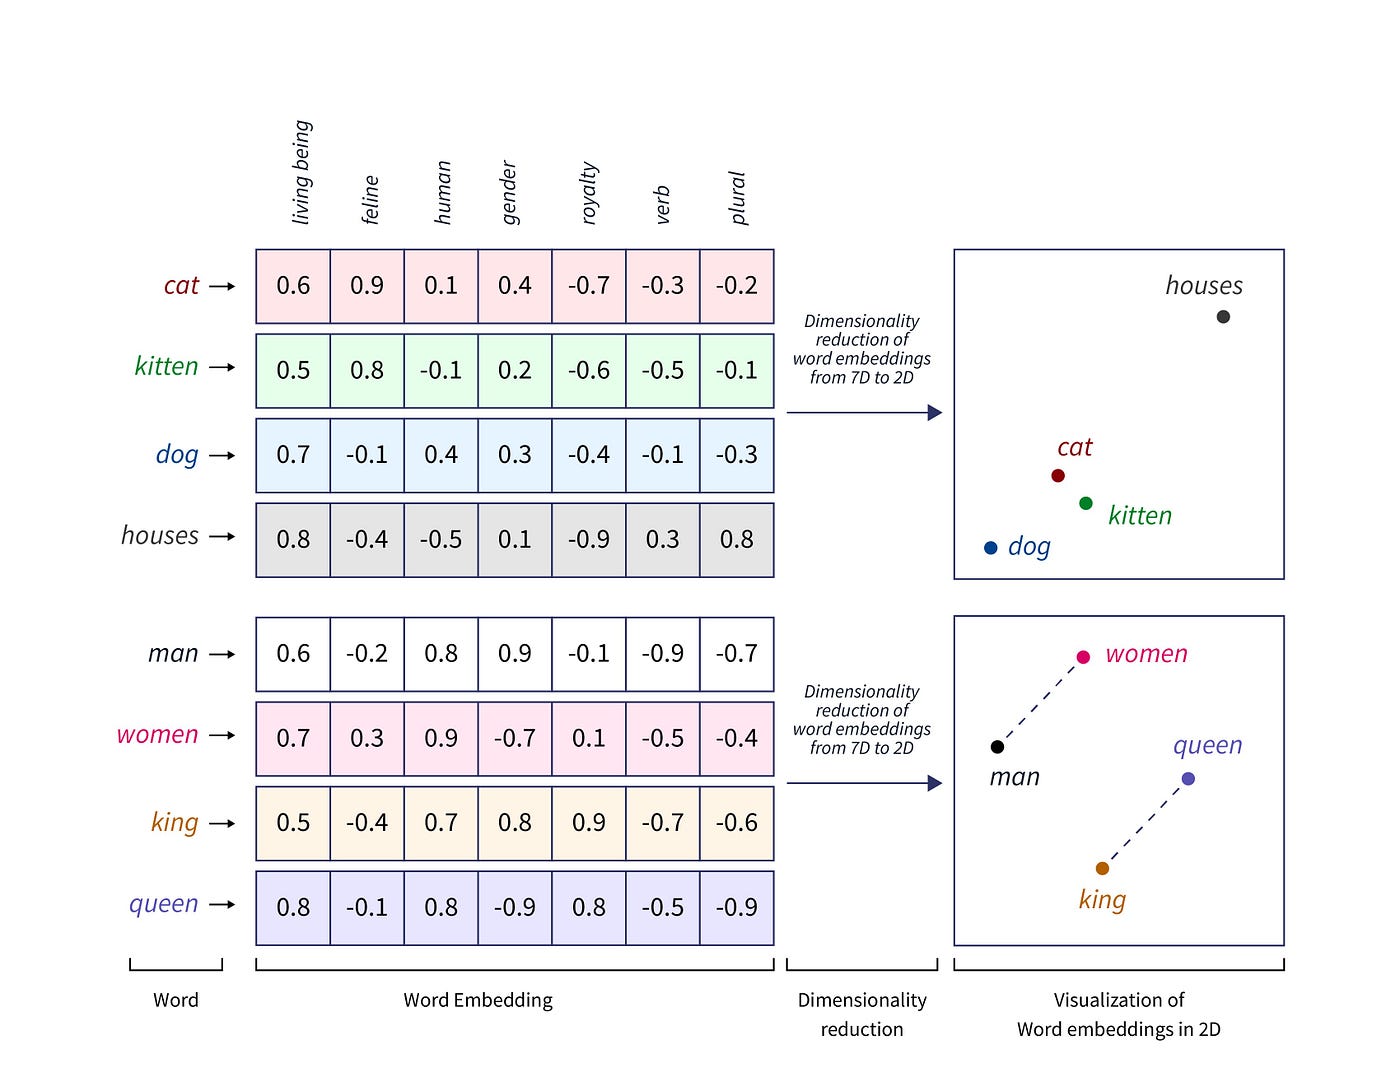 living being feline human gender royalty verb plural
cat 0.6 0.9 0.1 0.4 -0.7 -0.3 -0.2
kitten 0.5 0.8 -0.1 0.2 -0.6 -0.5 -0.1
dog 0.7 -0.1 0.4 0.3 -0.4 -0.1 -0.3
houses 0.8 -0.4 -0.5 0.1 -0.9 0.3 0.8
Dimensionality
reduction of
word embeddings
from 7D to 2D
houses
cat
kitten
dog
man 0.6 -0.2 0.8 0.9 -0.1 -0.9 -0.7
women 0.7 0.3 0.9 -0.7 0.1 -0.5 -0.4
king 0.5 -0.4 0.7 0.8 0.9 -0.7 -0.6
queen 0.8 -0.1 0.8 -0.9 0.8 -0.5 -0.9
Dimensionality
reduction of
word embeddings
from 7D to 2D
women
queen
man
king
Word
Word Embedding
Dimensionality
reduction
Visualization of
Word embeddings in 2D